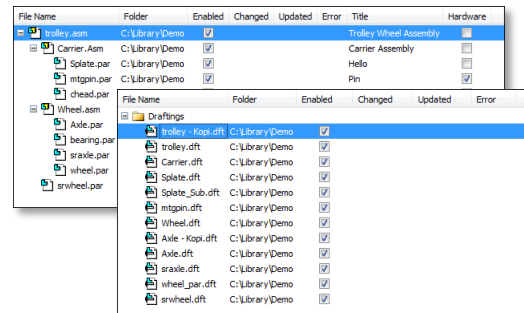 File Name Folder Enabled Changed Updated Error Title Hardware
trolley.asm C:\Library\Demo Trolley Wheel Assembly
Carrier.Asm C:\Library\Demo Carrier Assembly
Splate.par C:\Library\Demo Hello
mtgpin.par C:\Library\Demo Pin
chead.par C:\Library\Demo
Wheel.asm
Axle.par
bearing.par
sraxle.par
wheel.par
srwheel.par
File Name Folder Enabled Changed Updated Error
Draftings
trolley - Kopi.dft C:\Library\Demo
trolley.dft C:\Library\Demo
Carrier.dft C:\Library\Demo
Splate.dft C:\Library\Demo
Splate_Sub.dft C:\Library\Demo
mtgpin.dft C:\Library\Demo
Wheel.dft C:\Library\Demo
Axle - Kopi.dft C:\Library\Demo
Axle.dft C:\Library\Demo
sraxle.dft C:\Library\Demo
wheel_par.dft C:\Library\Demo
srwheel.dft C:\Library\Demo